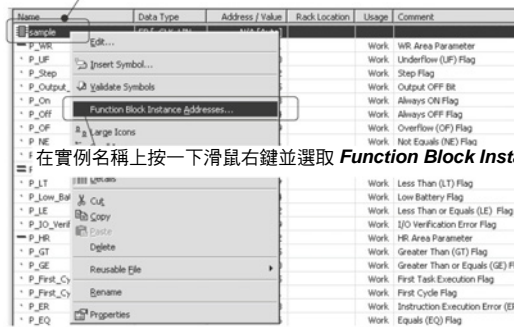 Name Data Type Address / Value Rack Location Usage Comment
sample
P_WR Work WR Area Parameter
Edit...
P_UF Work Underflow (UF) Flag
Insert Symbol...
P_Step Work Step Flag
P_Output_ Work Output OFF Bit
Validate Symbols
P_On Work Always ON Flag
Function Block Instance Addresses...
P_Off Work Always OFF Flag
P_OF Work Overflow (OF) Flag
Large Icons
P_NE Work Not Equals (NE) Flag
在實例名稱上按一下滑鼠右鍵並選取 Function Block Insta
Details
P_LT Work Less Than (LT) Flag
P_Low_Bat Work Low Battery Flag
Cut
P_LE Work Less Than or Equals (LE) Flag
Copy
P_IO_Verif Work I/O Verification Error Flag
Paste
P_HR Work HR Area Parameter
Delete
P_GT Work Greater Than (GT) Flag
P_GE Work Greater Than or Equals (GE) F
Reusable File
P_First_Cy Work First Task Execution Flag
P_First_Cy Work First Cycle Flag
Rename
P_ER Work Instruction Execution Error (E
Properties
P_EQ Work Equals (EQ) Flag